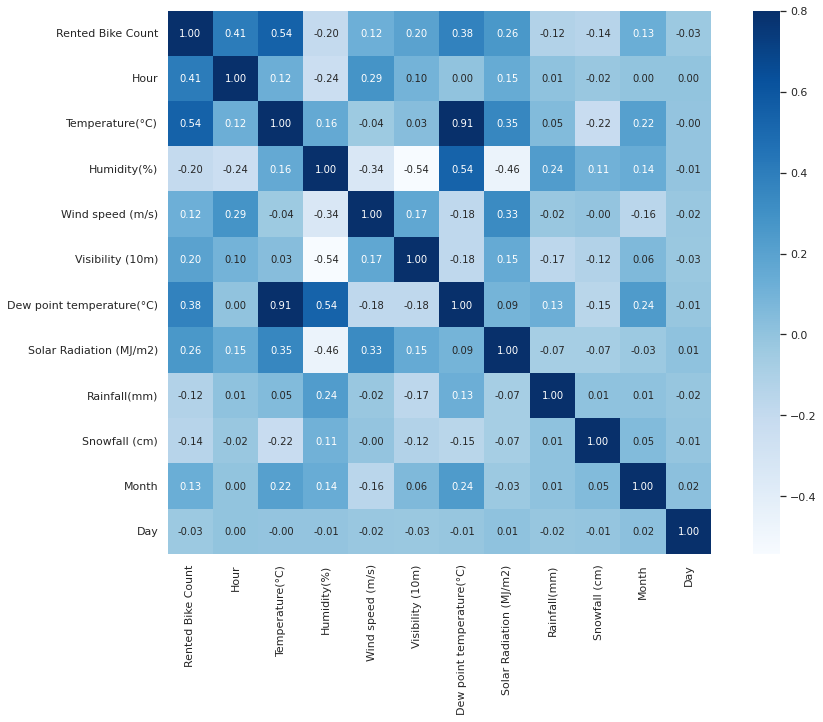 Rented Bike Count 1.00 0.41 0.54 -0.20 0.12 0.20 0.38 0.26 -0.12 -0.14 0.13 -0.03
Hour 0.41 1.00 0.12 -0.24 0.29 0.10 0.00 0.15 0.01 -0.02 0.00 0.00
Temperature(°C) 0.54 0.12 1.00 0.16 -0.04 0.03 0.91 0.35 0.05 -0.22 0.22 -0.00
Humidity(%) -0.20 -0.24 0.16 1.00 -0.34 -0.54 0.54 -0.46 0.24 0.11 0.14 -0.01
Wind speed (m/s) 0.12 0.29 -0.04 -0.34 1.00 0.17 -0.18 0.33 -0.02 -0.00 -0.16 -0.02
Visibility (10m) 0.20 0.10 0.03 -0.54 0.17 1.00 -0.18 0.15 -0.17 -0.12 0.06 -0.03
Dew point temperature(°C) 0.38 0.00 0.91 0.54 -0.18 -0.18 1.00 0.09 0.13 -0.15 0.24 -0.01
Solar Radiation (MJ/m2) 0.26 0.15 0.35 -0.46 0.33 0.15 0.09 1.00 -0.07 -0.07 -0.03 0.01
Rainfall(mm) -0.12 0.01 0.05 0.24 -0.02 -0.17 0.13 -0.07 1.00 0.01 0.01 -0.02
Snowfall (cm) -0.14 -0.02 -0.22 0.11 -0.00 -0.12 -0.15 -0.07 0.01 1.00 0.05 -0.01
Month 0.13 0.00 0.22 0.14 -0.16 0.06 0.24 -0.03 0.01 0.05 1.00 0.02
Day -0.03 0.00 -0.00 -0.01 -0.02 -0.03 -0.01 0.01 -0.02 -0.01 0.02 1.00
Rented Bike Count
Hour
Temperature(°C)
Humidity(%)
Wind speed (m/s)
Visibility (10m)
Dew point temperature(°C)
Solar Radiation (MJ/m2)
Rainfall(mm)
Snowfall (cm)
Month
Day
0.8
0.6
0.4
0.2
0.0
−0.2
−0.4